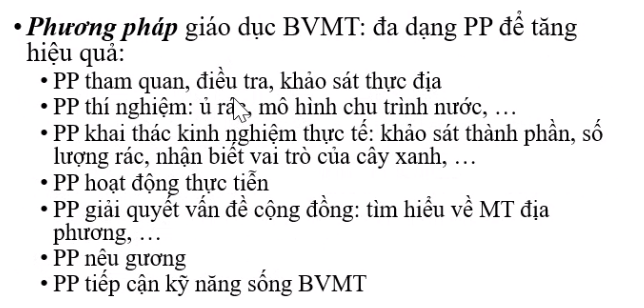 • Phương pháp giáo dục BVMT: đa dạng PP để tăng
hiệu quả:
• PP tham quan, điều tra, khảo sát thực địa
• PP thí nghiệm: ủ rác, mô hình chu trình nước, …
• PP khai thác kinh nghiệm thực tế: khảo sát thành phần, số
lượng rác, nhận biết vai trò của cây xanh, …
• PP hoạt động thực tiễn
• PP giải quyết vấn đề cộng đồng: tìm hiểu về MT địa
phương, …
• PP nêu gương
• PP tiếp cận kỹ năng sống BVMT